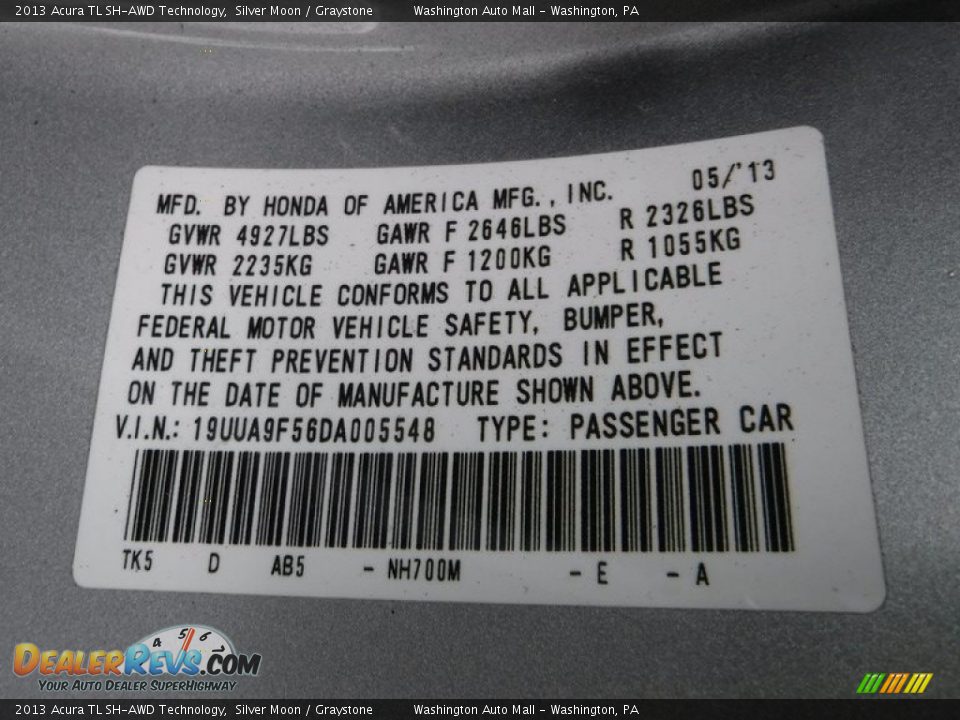 2013 Acura TL SH-AWD Technology, Silver Moon / Graystone Washington Auto Mall - Washington, PA
05/'13
MFD. BY HONDA OF AMERICA MFG., INC.
GVWR 4927LBS GAWR F 2646LBS R 2326LBS
GVWR 2235KG GAWR F 1200KG R 1055KG
THIS VEHICLE CONFORMS TO ALL APPLICABLE
FEDERAL MOTOR VEHICLE SAFETY, BUMPER,
AND THEFT PREVENTION STANDARDS IN EFFECT
ON THE DATE OF MANUFACTURE SHOWN ABOVE.
V.I.N.: 19UUA9F56DA005548 TYPE: PASSENGER CAR
TK5 D AB5 - NH700M - E - A
4 5 6
DEALERREVS.COM
YOUR AUTO DEALER SUPERHIGHWAY
2013 Acura TL SH-AWD Technology, Silver Moon / Graystone Washington Auto Mall - Washington, PA